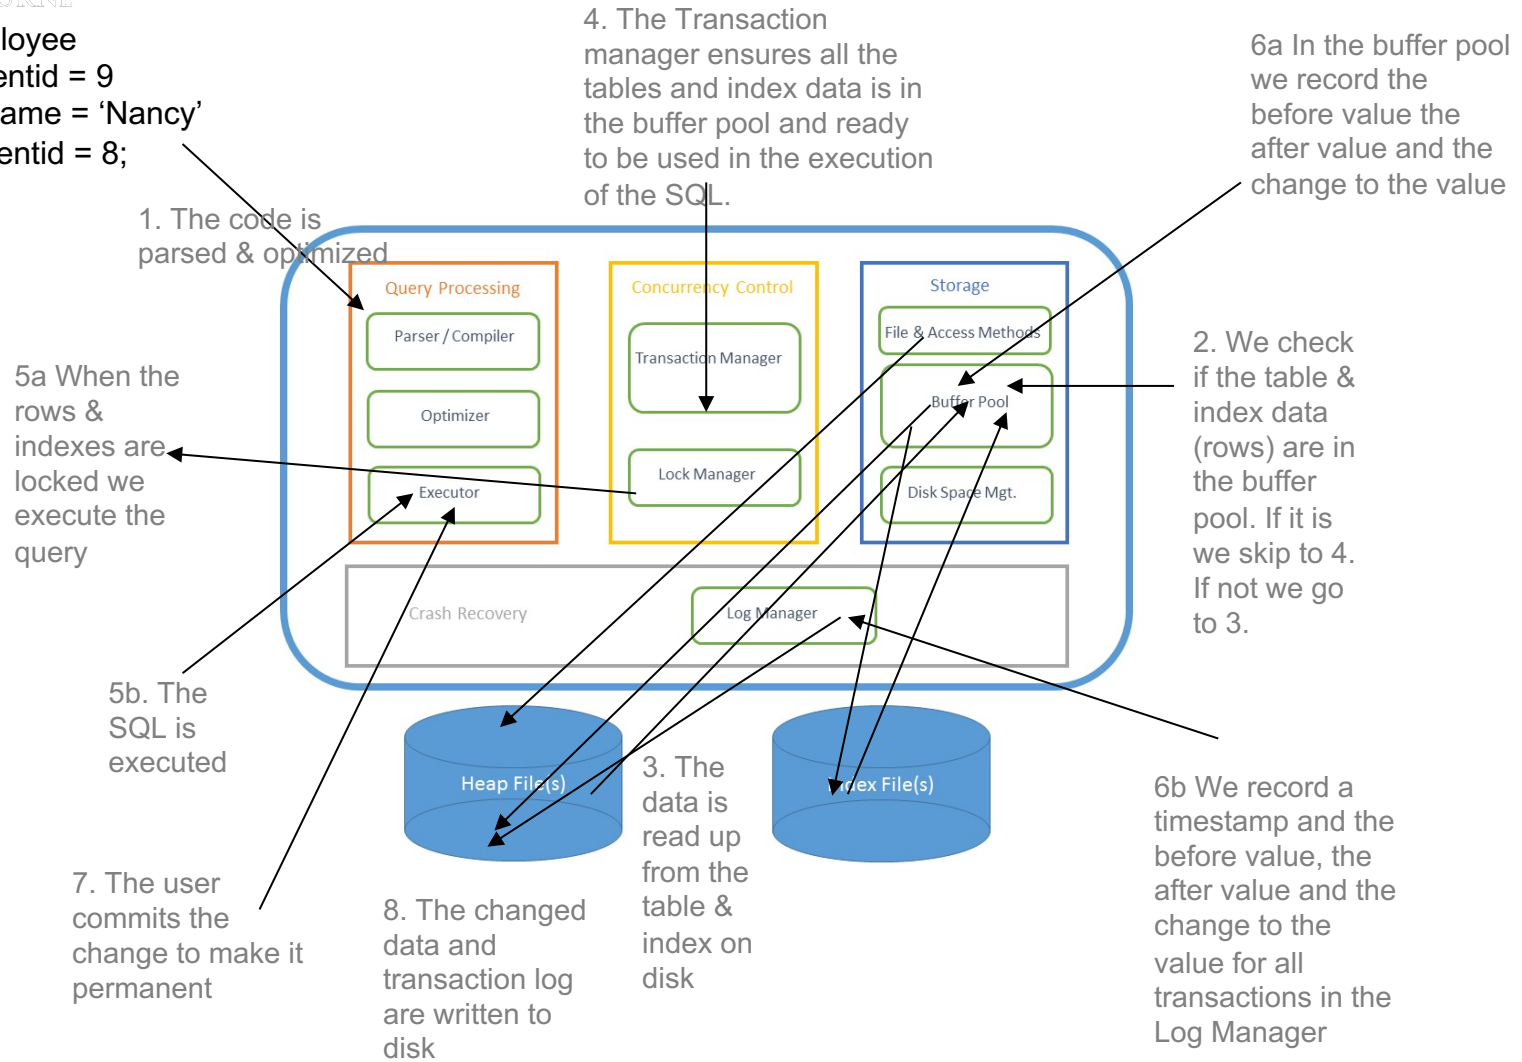 loyee
entid = 9
ame = ‘Nancy’
entid = 8;
4. The Transaction
manager ensures all the
tables and index data is in
the buffer pool and ready
to be used in the execution
of the SQL.
6a In the buffer pool
we record the
before value the
after value and the
change to the value
1. The code is
parsed & optimized
Query Processing
Parser / Compiler
Optimizer
Executor
Concurrency Control
Transaction Manager
Lock Manager
Storage
File & Access Methods
Buffer Pool
Disk Space Mgt.
Crash Recovery
Log Manager
2. We check
if the table &
index data
(rows) are in
the buffer
pool. If it is
we skip to 4.
If not we go
to 3.
5a When the
rows &
indexes are
locked we
execute the
query
5b. The
SQL is
executed
Heap File(s)
Index File(s)
3. The
data is
read up
from the
table &
index on
disk
6b We record a
timestamp and the
before value, the
after value and the
change to the
value for all
transactions in the
Log Manager
7. The user
commits the
change to make it
permanent
8. The changed
data and
transaction log
are written to
disk